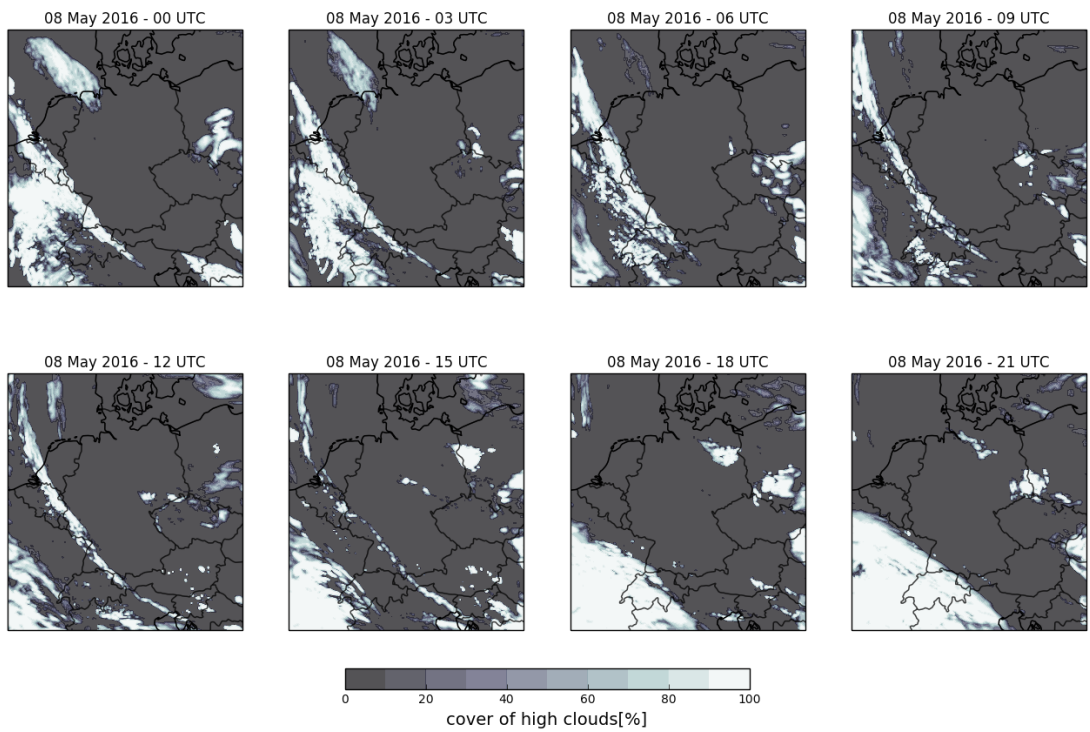 08 May 2016 - 00 UTC
08 May 2016 - 03 UTC
08 May 2016 - 06 UTC
08 May 2016 - 09 UTC
08 May 2016 - 12 UTC
08 May 2016 - 15 UTC
08 May 2016 - 18 UTC
08 May 2016 - 21 UTC
0 20 40 60 80 100
cover of high clouds[%]